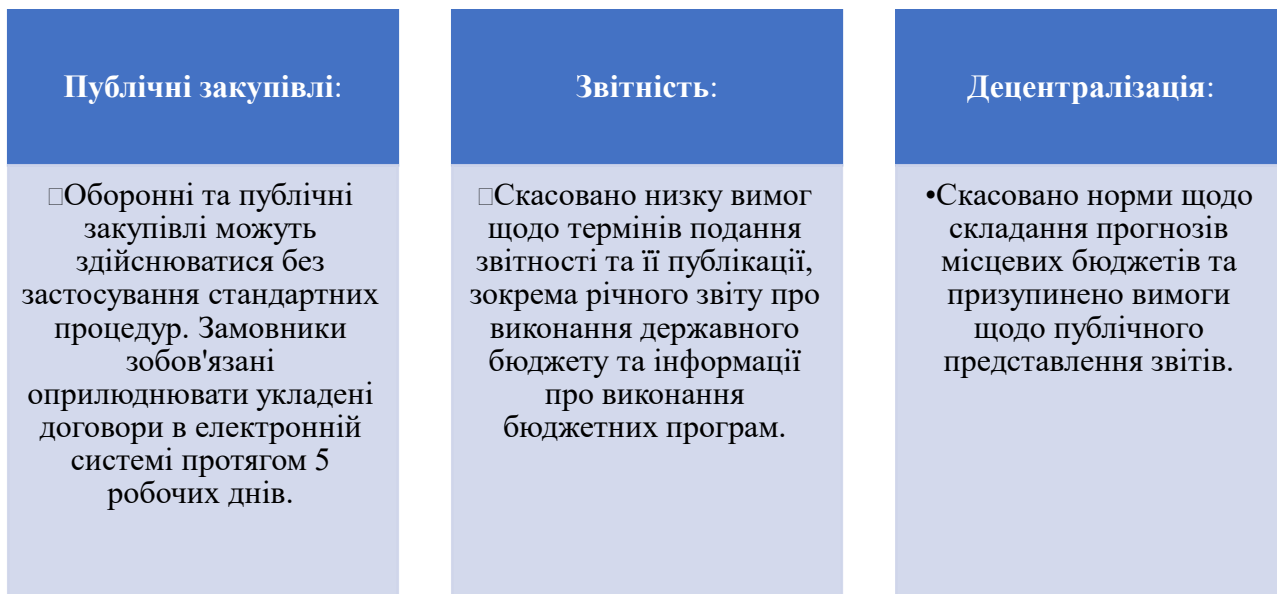 Публічні закупівлі:
□Оборонні та публічні
закупівлі можуть
здійснюватися без
застосування стандартних
процедур. Замовники
зобов'язані
оприлюднювати укладені
договори в електронній
системі протягом 5
робочих днів.
Звітність:
□Скасовано низку вимог
щодо термінів подання
звітності та її публікації,
зокрема річного звіту про
виконання державного
бюджету та інформації
про виконання
бюджетних програм.
Децентралізація:
•Скасовано норми щодо
складання прогнозів
місцевих бюджетів та
призупинено вимоги
щодо публічного
представлення звітів.